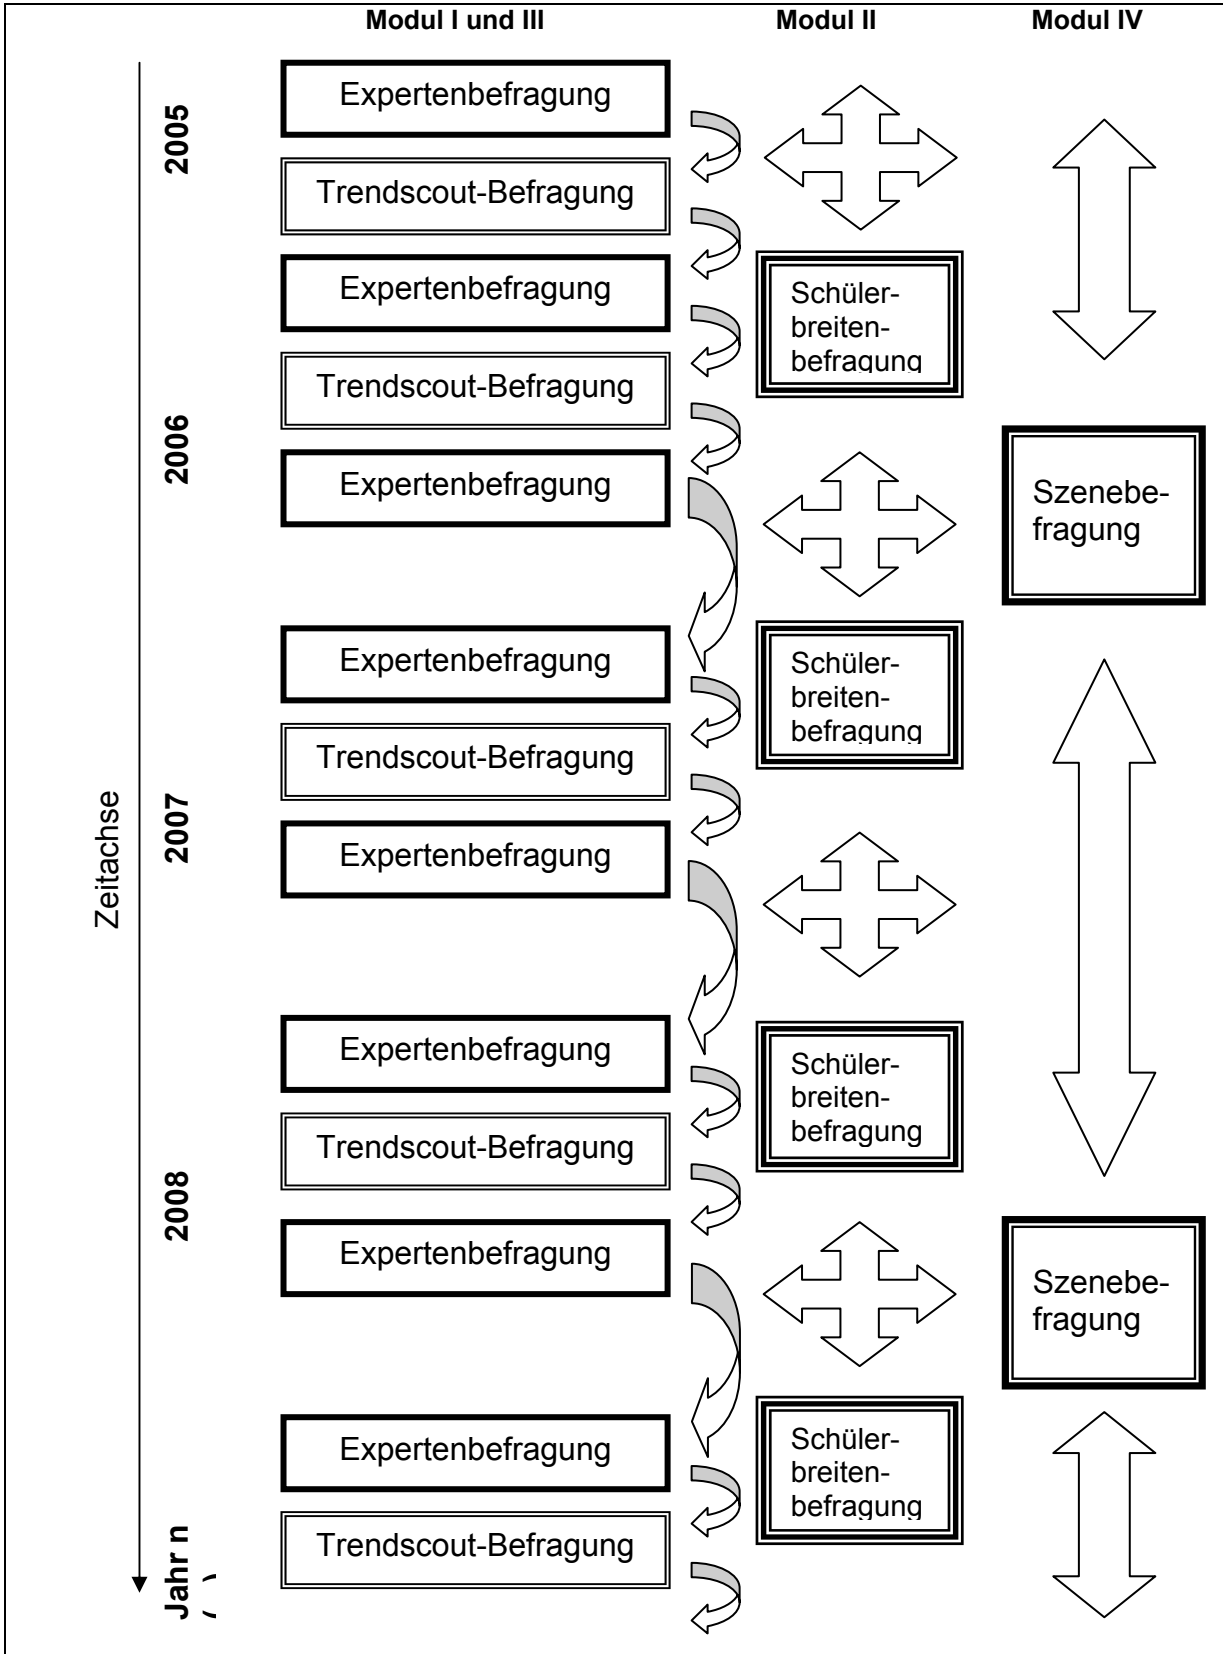 Modul I und III
Modul II
Modul IV
Zeitachse
2005
2006
2007
2008
Jahr n
Expertenbefragung
Trendscout-Befragung
Expertenbefragung
Trendscout-Befragung
Expertenbefragung
Expertenbefragung
Trendscout-Befragung
Expertenbefragung
Expertenbefragung
Trendscout-Befragung
Expertenbefragung
Expertenbefragung
Trendscout-Befragung
Schüler-
breiten-
befragung
Schüler-
breiten-
befragung
Schüler-
breiten-
befragung
Schüler-
breiten-
befragung
Szenebe-
fragung
Szenebe-
fragung